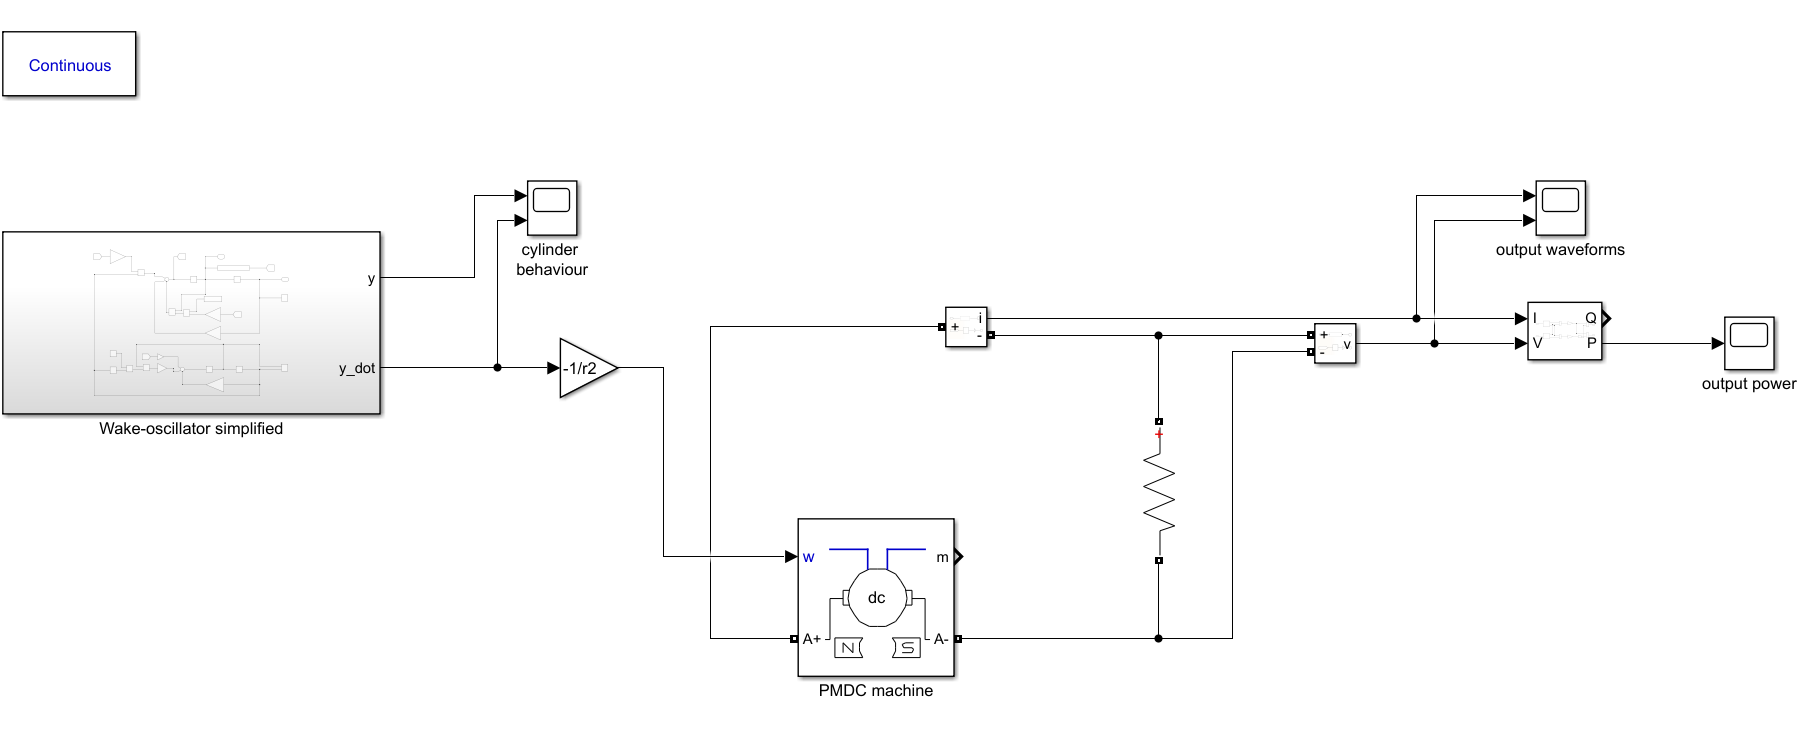 Continuous
y
y_dot
Wake-oscillator simplified
cylinder
behaviour
-1/r2
i
+
-
+
-
v
output waveforms
I
V
Q
P
output power
+
w
m
dc
A+
A-
N
S
PMDC machine